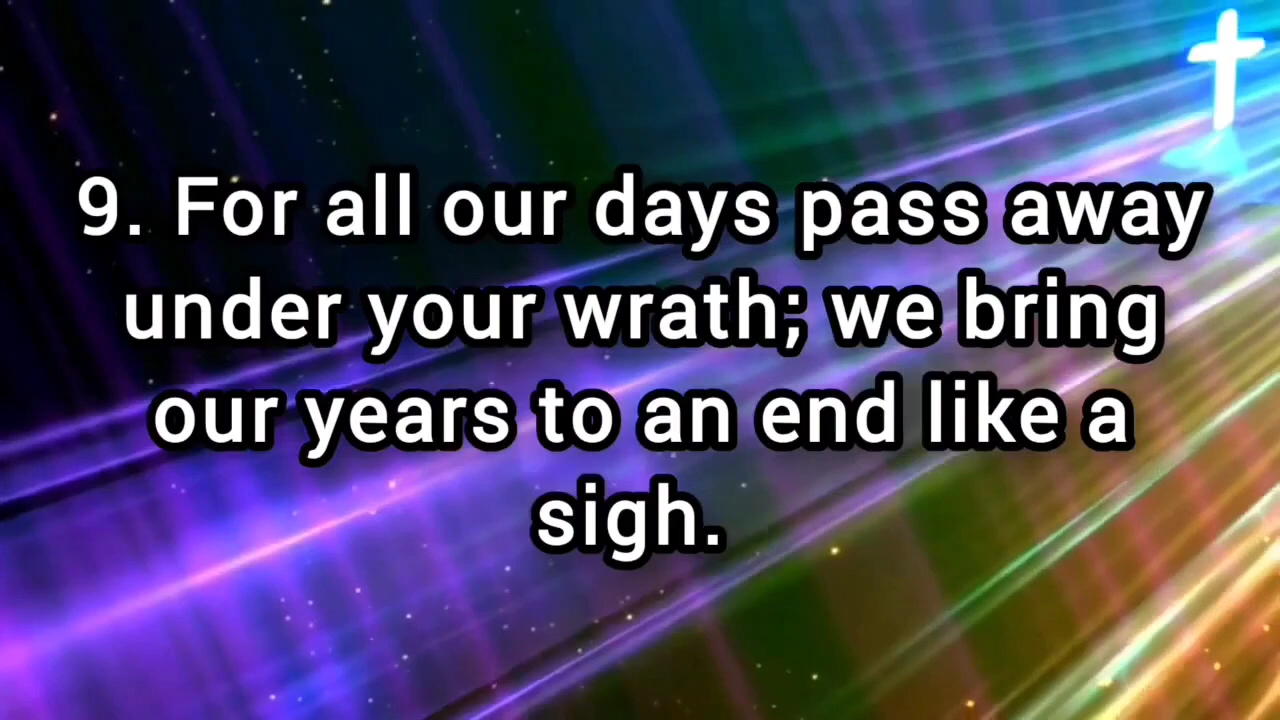 9. For all our days pass away
under your wrath; we bring
our years to an end like a
sigh.